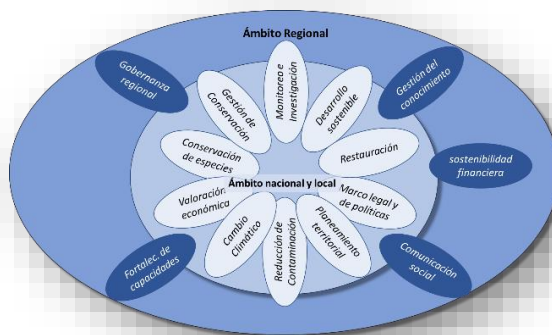 Ámbito Regional
Gobernanza
regional
Gestión de
Conservación
Monitoreo e
Investigación
Desarrollo
sostenible
Gestión del
conocimiento
Conservación
de especies
Restauración
sostenibilidad
financiera
Ámbito nacional y local
Valoración
económica
Marco legal y
de políticas
Cambio
Climático
Reducción de
Contaminación
Planeamiento
territorial
Fortalec. de
capacidades
Comunicación
social